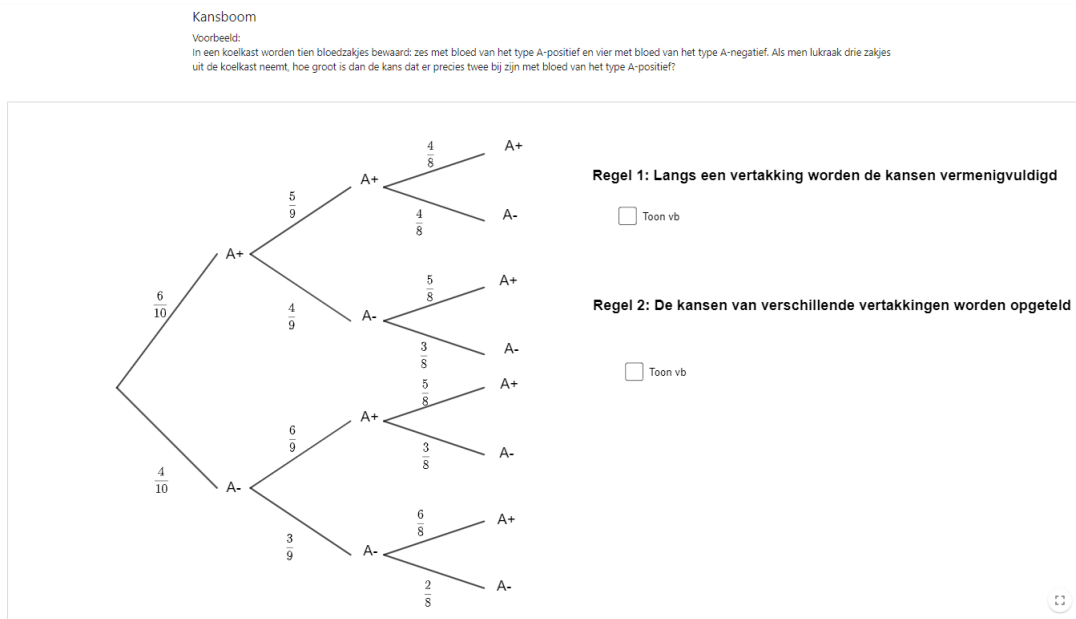 Kansboom
Voorbeeld:
In een koelkast worden tien bloedzakjes bewaard: zes met bloed van het type A-positief en vier met bloed van het type A-negatief. Als men lukraak drie zakjes
uit de koelkast neemt, hoe groot is dan de kans dat er precies twee bij zijn met bloed van het type A-positief?
4/8
A+
A+
5/9
4/8
A-
A+
6/10
4/9
A-
5/8
A+
3/8
A-
5/8
A+
A+
6/9
3/8
A-
4/10
A-
3/9
A-
6/8
A+
2/8
A-
Regel 1: Langs een vertakking worden de kansen vermenigvuldigd
Toon vb
Regel 2: De kansen van verschillende vertakkingen worden opgeteld
Toon vb